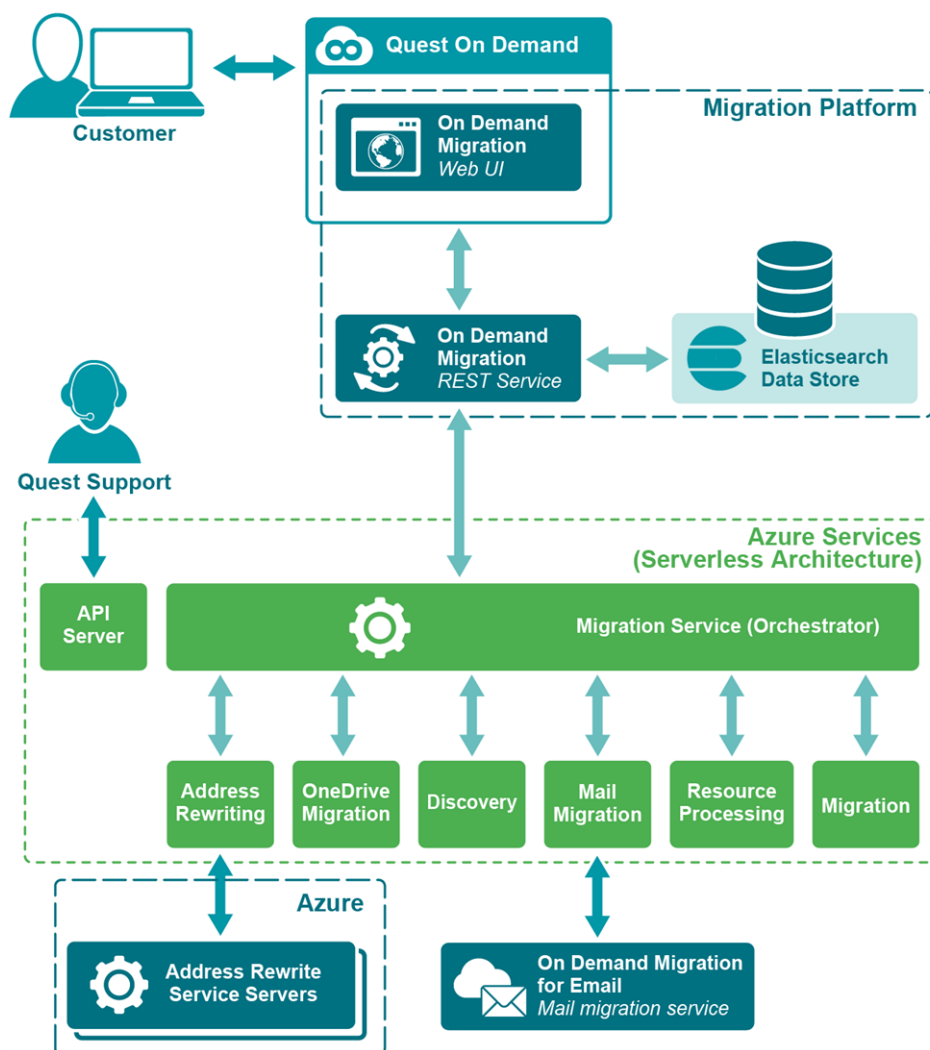 Quest On Demand
Customer
Migration Platform
On Demand
Migration
Web UI
On Demand
Migration
REST Service
Elasticsearch
Data Store
Quest Support
Azure Services
(Serverless Architecture)
API
Server
Migration Service (Orchestrator)
Address
Rewriting
OneDrive
Migration
Discovery
Mail
Migration
Resource
Processing
Migration
Azure
Address Rewrite
Service Servers
On Demand Migration
for Email
Mail migration service